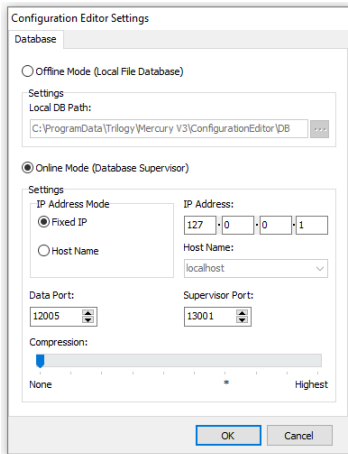 Configuration Editor Settings
Database
Offline Mode (Local File Database)
Settings
Local DB Path:
C:\ProgramData\Trilogy\Mercury V3\ConfigurationEditor\DB ...
Online Mode (Database Supervisor)
Settings
IP Address Mode
Fixed IP
Host Name
IP Address:
127 . 0 . 0 . 1
Host Name:
localhost
Data Port: Supervisor Port:
12005 13001
Compression:
None Highest
OK Cancel